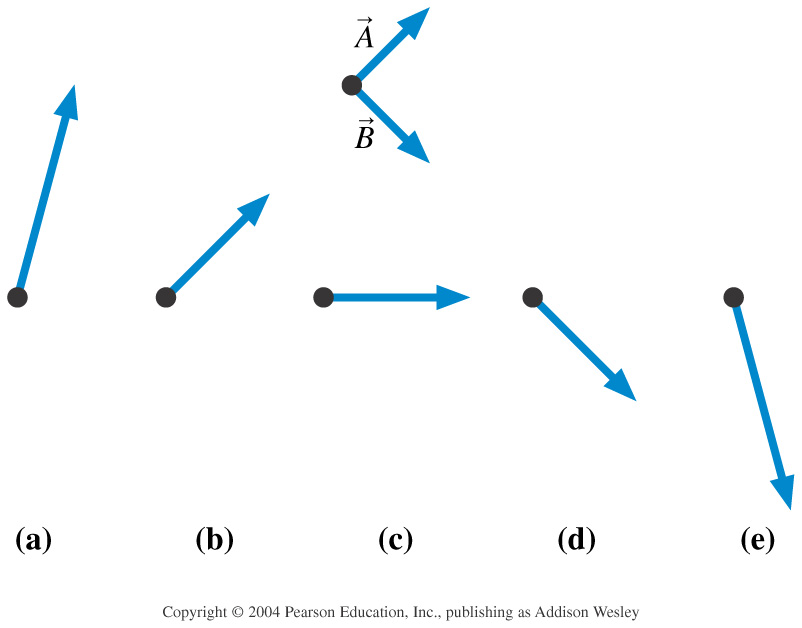 A⃗
B⃗
(a) (b) (c) (d) (e)
Copyright © 2004 Pearson Education, Inc., publishing as Addison Wesley